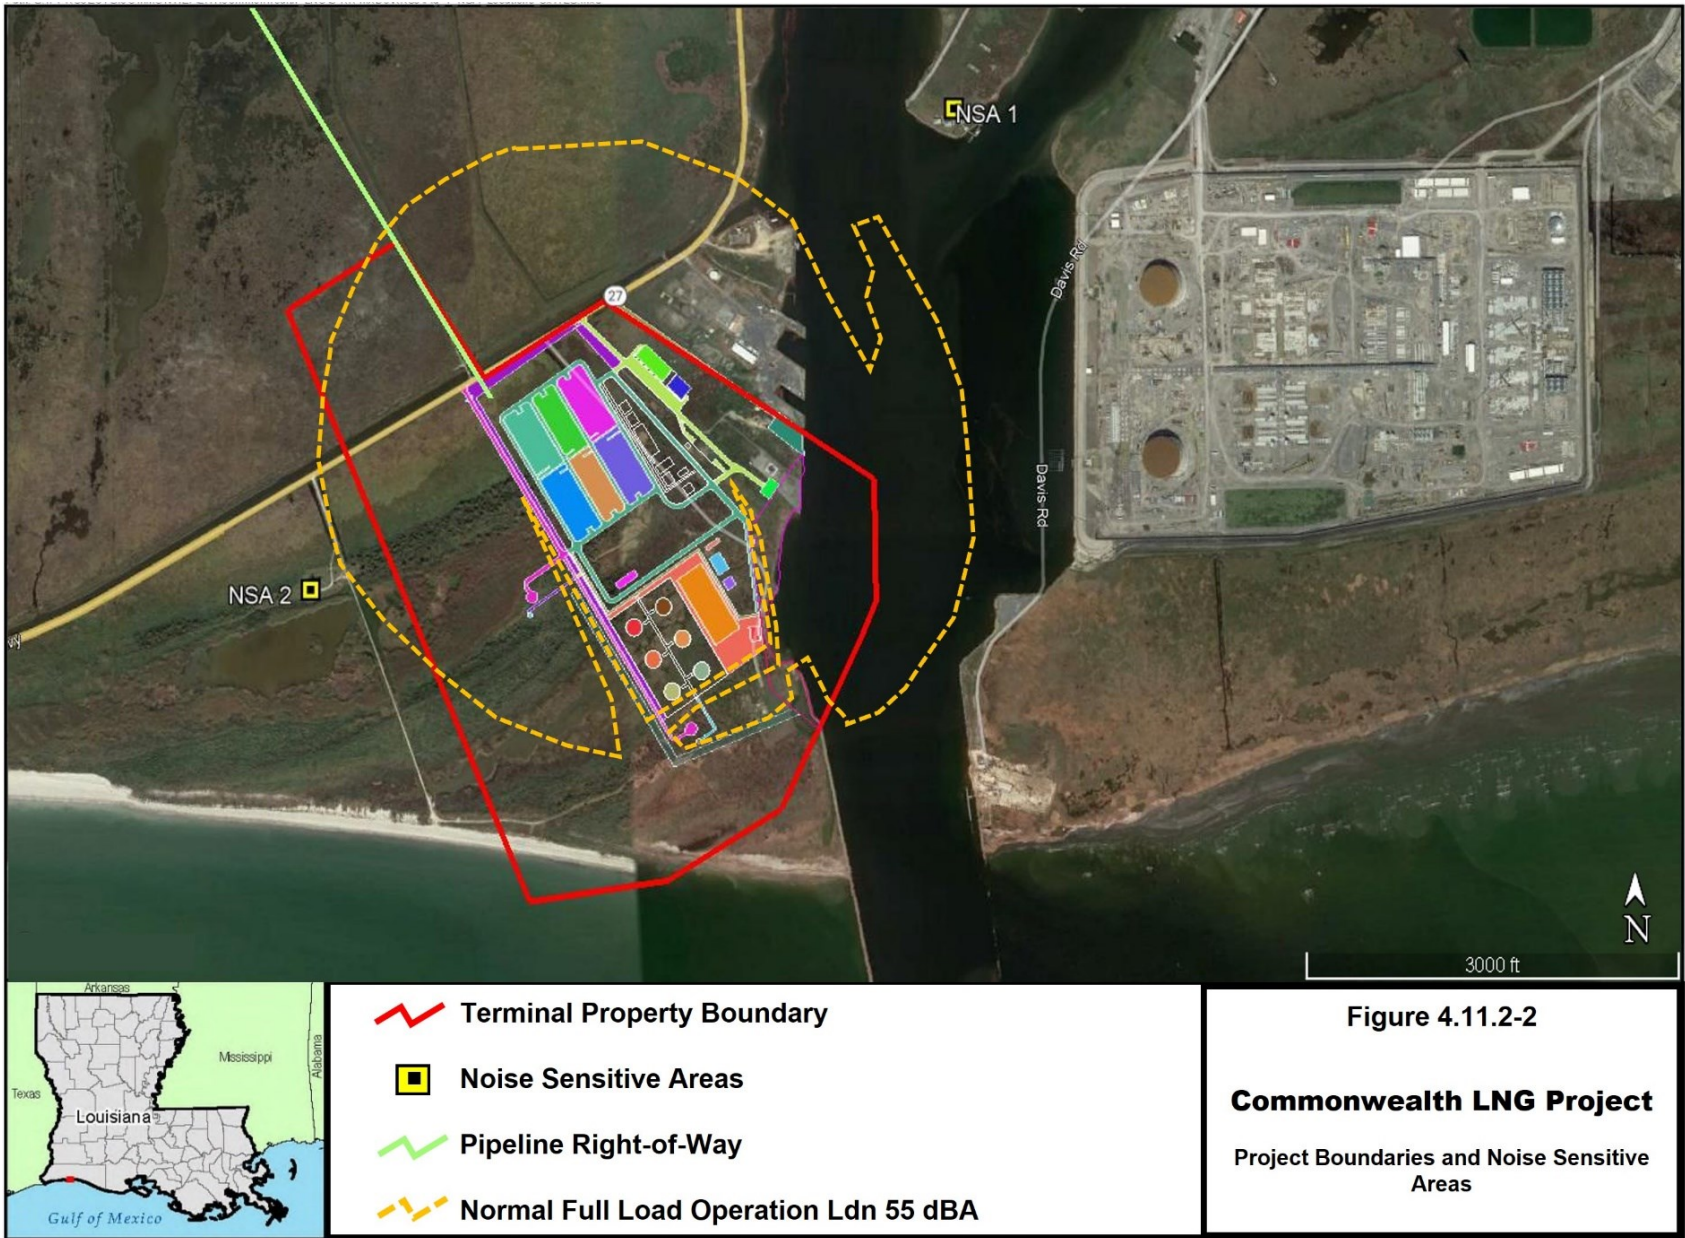 NSA 1
27
Davis Rd
Davis Rd
NSA 2
N
3000 ft
Arkansas
Mississippi
Alabama
Texas
Louisiana
Gulf of Mexico
Terminal Property Boundary
Noise Sensitive Areas
Pipeline Right-of-Way
Normal Full Load Operation Ldn 55 dBA
Figure 4.11.2-2
Commonwealth LNG Project
Project Boundaries and Noise Sensitive
Areas